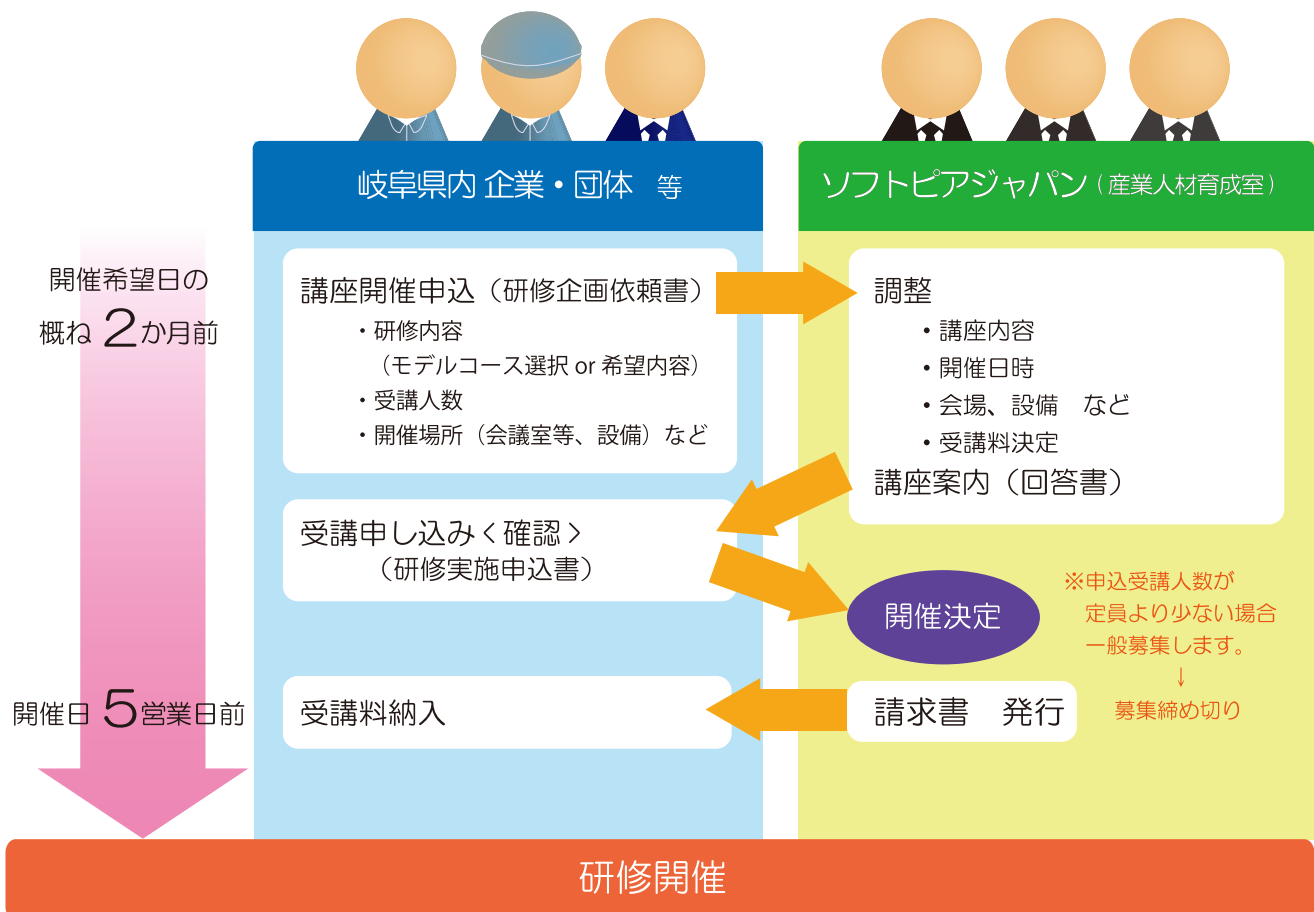 岐阜県内 企業・団体 等
ソフトピアジャパン（産業人材育成室）
開催希望日の
概ね 2か月前
講座開催申込（研修企画依頼書）
・研修内容
（モデルコース選択 or 希望内容）
・受講人数
・開催場所（会議室等、設備）など
調整
・講座内容
・開催日時
・会場、設備　など
・受講料決定
講座案内（回答書）
受講申し込み＜確認＞
（研修実施申込書）
開催決定
※申込受講人数が
定員より少ない場合
一般募集します。
↓
募集締め切り
開催日 5営業日前
受講料納入
請求書　発行
研修開催